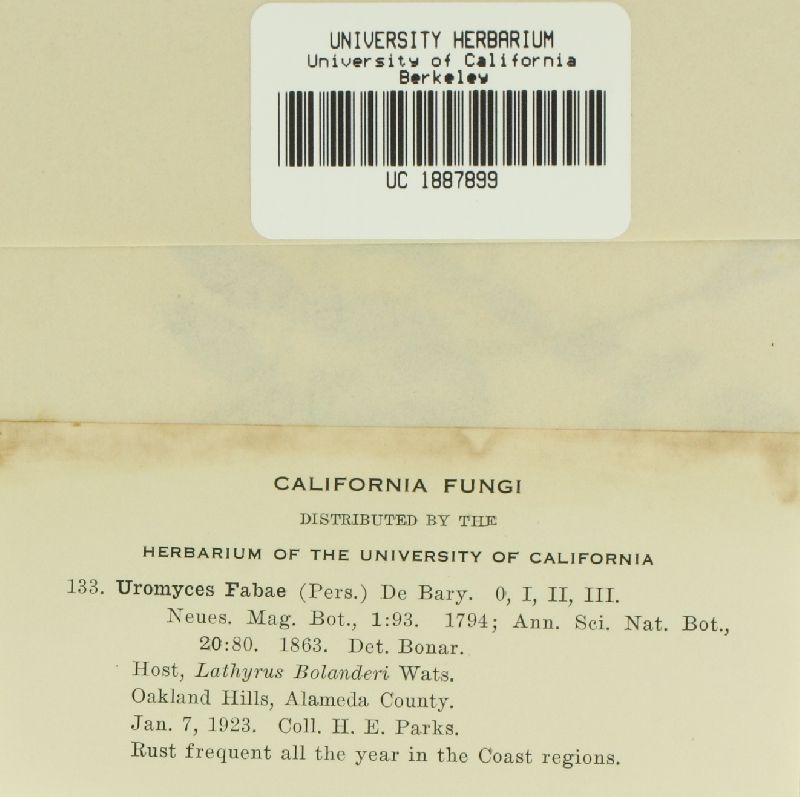 UNIVERSITY HERBARIUM
University of California
Berkeley
UC 1887899
CALIFORNIA FUNGI
DISTRIBUTED BY THE
HERBARIUM OF THE UNIVERSITY OF CALIFORNIA
133. Uromyces Fabae (Pers.) De Bary. 0, I, II, III.
Neues. Mag. Bot., 1:93. 1794; Ann. Sci. Nat. Bot.,
20:80. 1863. Det. Bonar.
Host, Lathyrus Bolanderi Wats.
Oakland Hills, Alameda County.
Jan. 7, 1923. Coll. H. E. Parks.
Rust frequent all the year in the Coast regions.